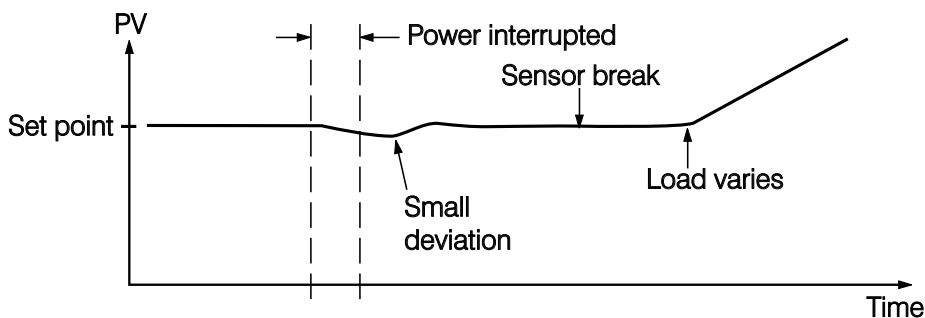 PV
Power interrupted
Sensor break
Set point
Load varies
Small
deviation
Time